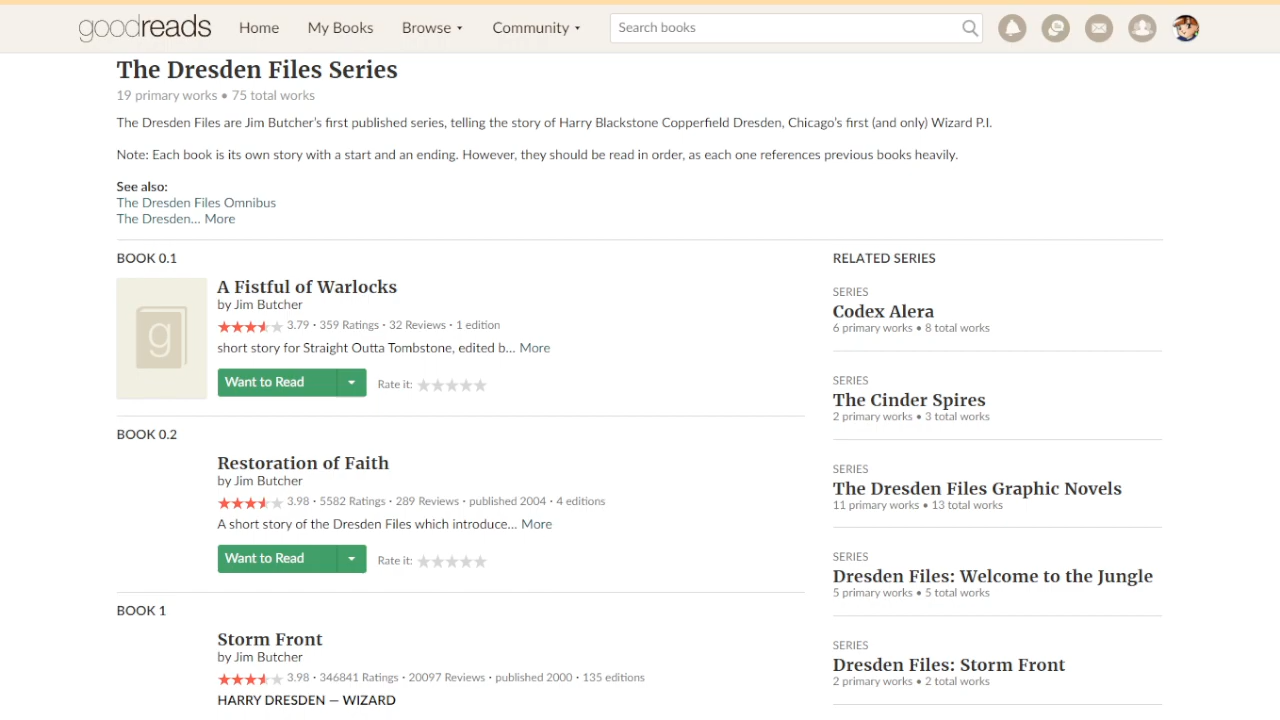 goodreads Home My Books Browse Community Search books
The Dresden Files Series
19 primary works • 75 total works
The Dresden Files are Jim Butcher's first published series, telling the story of Harry Blackstone Copperfield Dresden, Chicago's first (and only) Wizard P.I.
Note: Each book is its own story with a start and an ending. However, they should be read in order, as each one references previous books heavily.
See also:
The Dresden Files Omnibus
The Dresden... More
BOOK 0.1
g
A Fistful of Warlocks
by Jim Butcher
3.79 · 359 Ratings · 32 Reviews · 1 edition
short story for Straight Outta Tombstone, edited b... More
Want to Read Rate it:
BOOK 0.2
Restoration of Faith
by Jim Butcher
3.98 · 5582 Ratings · 289 Reviews · published 2004 · 4 editions
A short story of the Dresden Files which introduce... More
Want to Read Rate it:
BOOK 1
Storm Front
by Jim Butcher
3.98 · 346841 Ratings · 20097 Reviews · published 2000 · 135 editions
HARRY DRESDEN — WIZARD
RELATED SERIES
SERIES
Codex Alera
6 primary works • 8 total works
SERIES
The Cinder Spires
2 primary works • 3 total works
SERIES
The Dresden Files Graphic Novels
11 primary works • 13 total works
SERIES
Dresden Files: Welcome to the Jungle
5 primary works • 5 total works
SERIES
Dresden Files: Storm Front
2 primary works • 2 total works